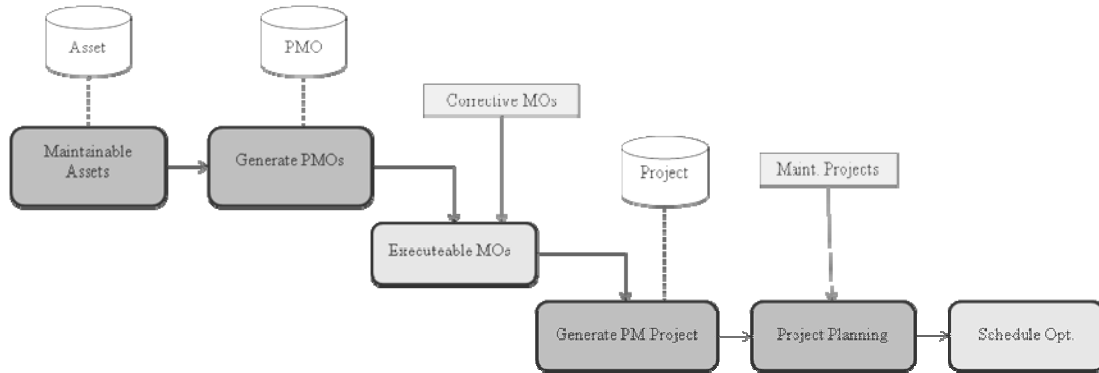 Asset
PMO
Corrective MOs
Maintainable
Assets
Generate PMOs
Project
Maint. Projects
Executeable MOs
Generate PM Project
Project Planning
Schedule Opt.